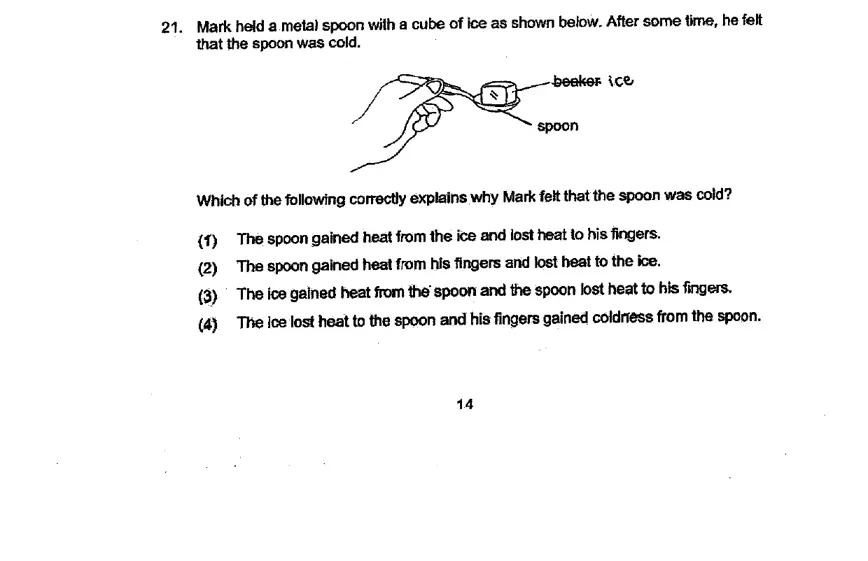 21. Mark held a metal spoon with a cube of ice as shown below. After some time, he felt
that the spoon was cold.
beaker ice
spoon
Which of the following correctly explains why Mark felt that the spoon was cold?
(1) The spoon gained heat from the ice and lost heat to his fingers.
(2) The spoon gained heat from his fingers and lost heat to the ice.
(3) The ice gained heat from the spoon and the spoon lost heat to his fingers.
(4) The ice lost heat to the spoon and his fingers gained coldness from the spoon.
14